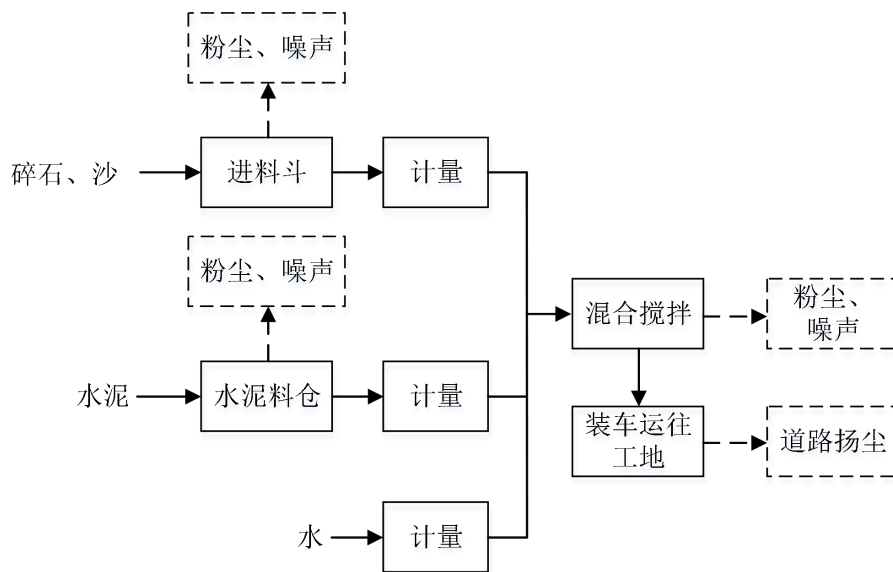 粉尘、噪声
碎石、沙
进料斗
计量
粉尘、噪声
混合搅拌
粉尘、
噪声
水泥
水泥料仓
计量
装车运往
工地
道路扬尘
水
计量